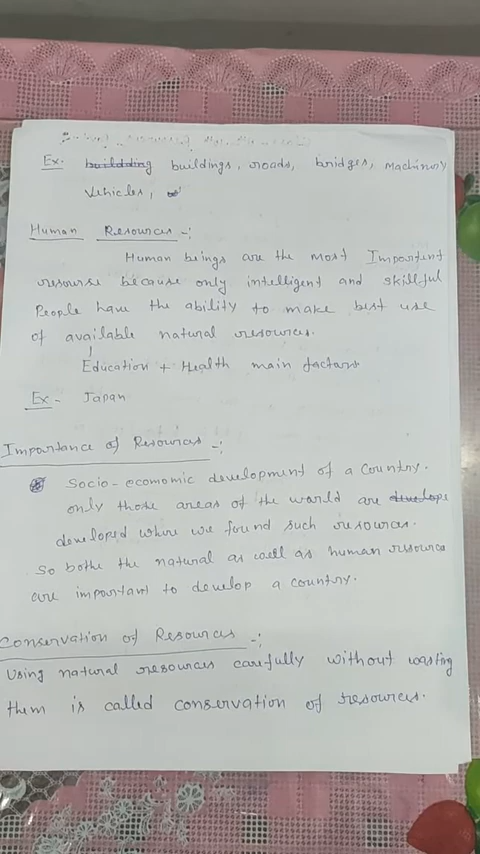 Ex. buildings, roads, bridges, Machinery
Vehicles,
Human Resources -:
Human beings are the most Important
resourse because only intelligent and skillful
People have the ability to make best use
of available natural resources.
Education + Health main factors
Ex - Japan
Importance of Resources -:
Socio-economic development of a country.
only those areas of the world are
developed where we found such resources.
So bothe the natural as well as human resource
are important to develop a country.
Conservation of Resources -:
Using natural resources carefully without wasting
them is called conservation of resources.